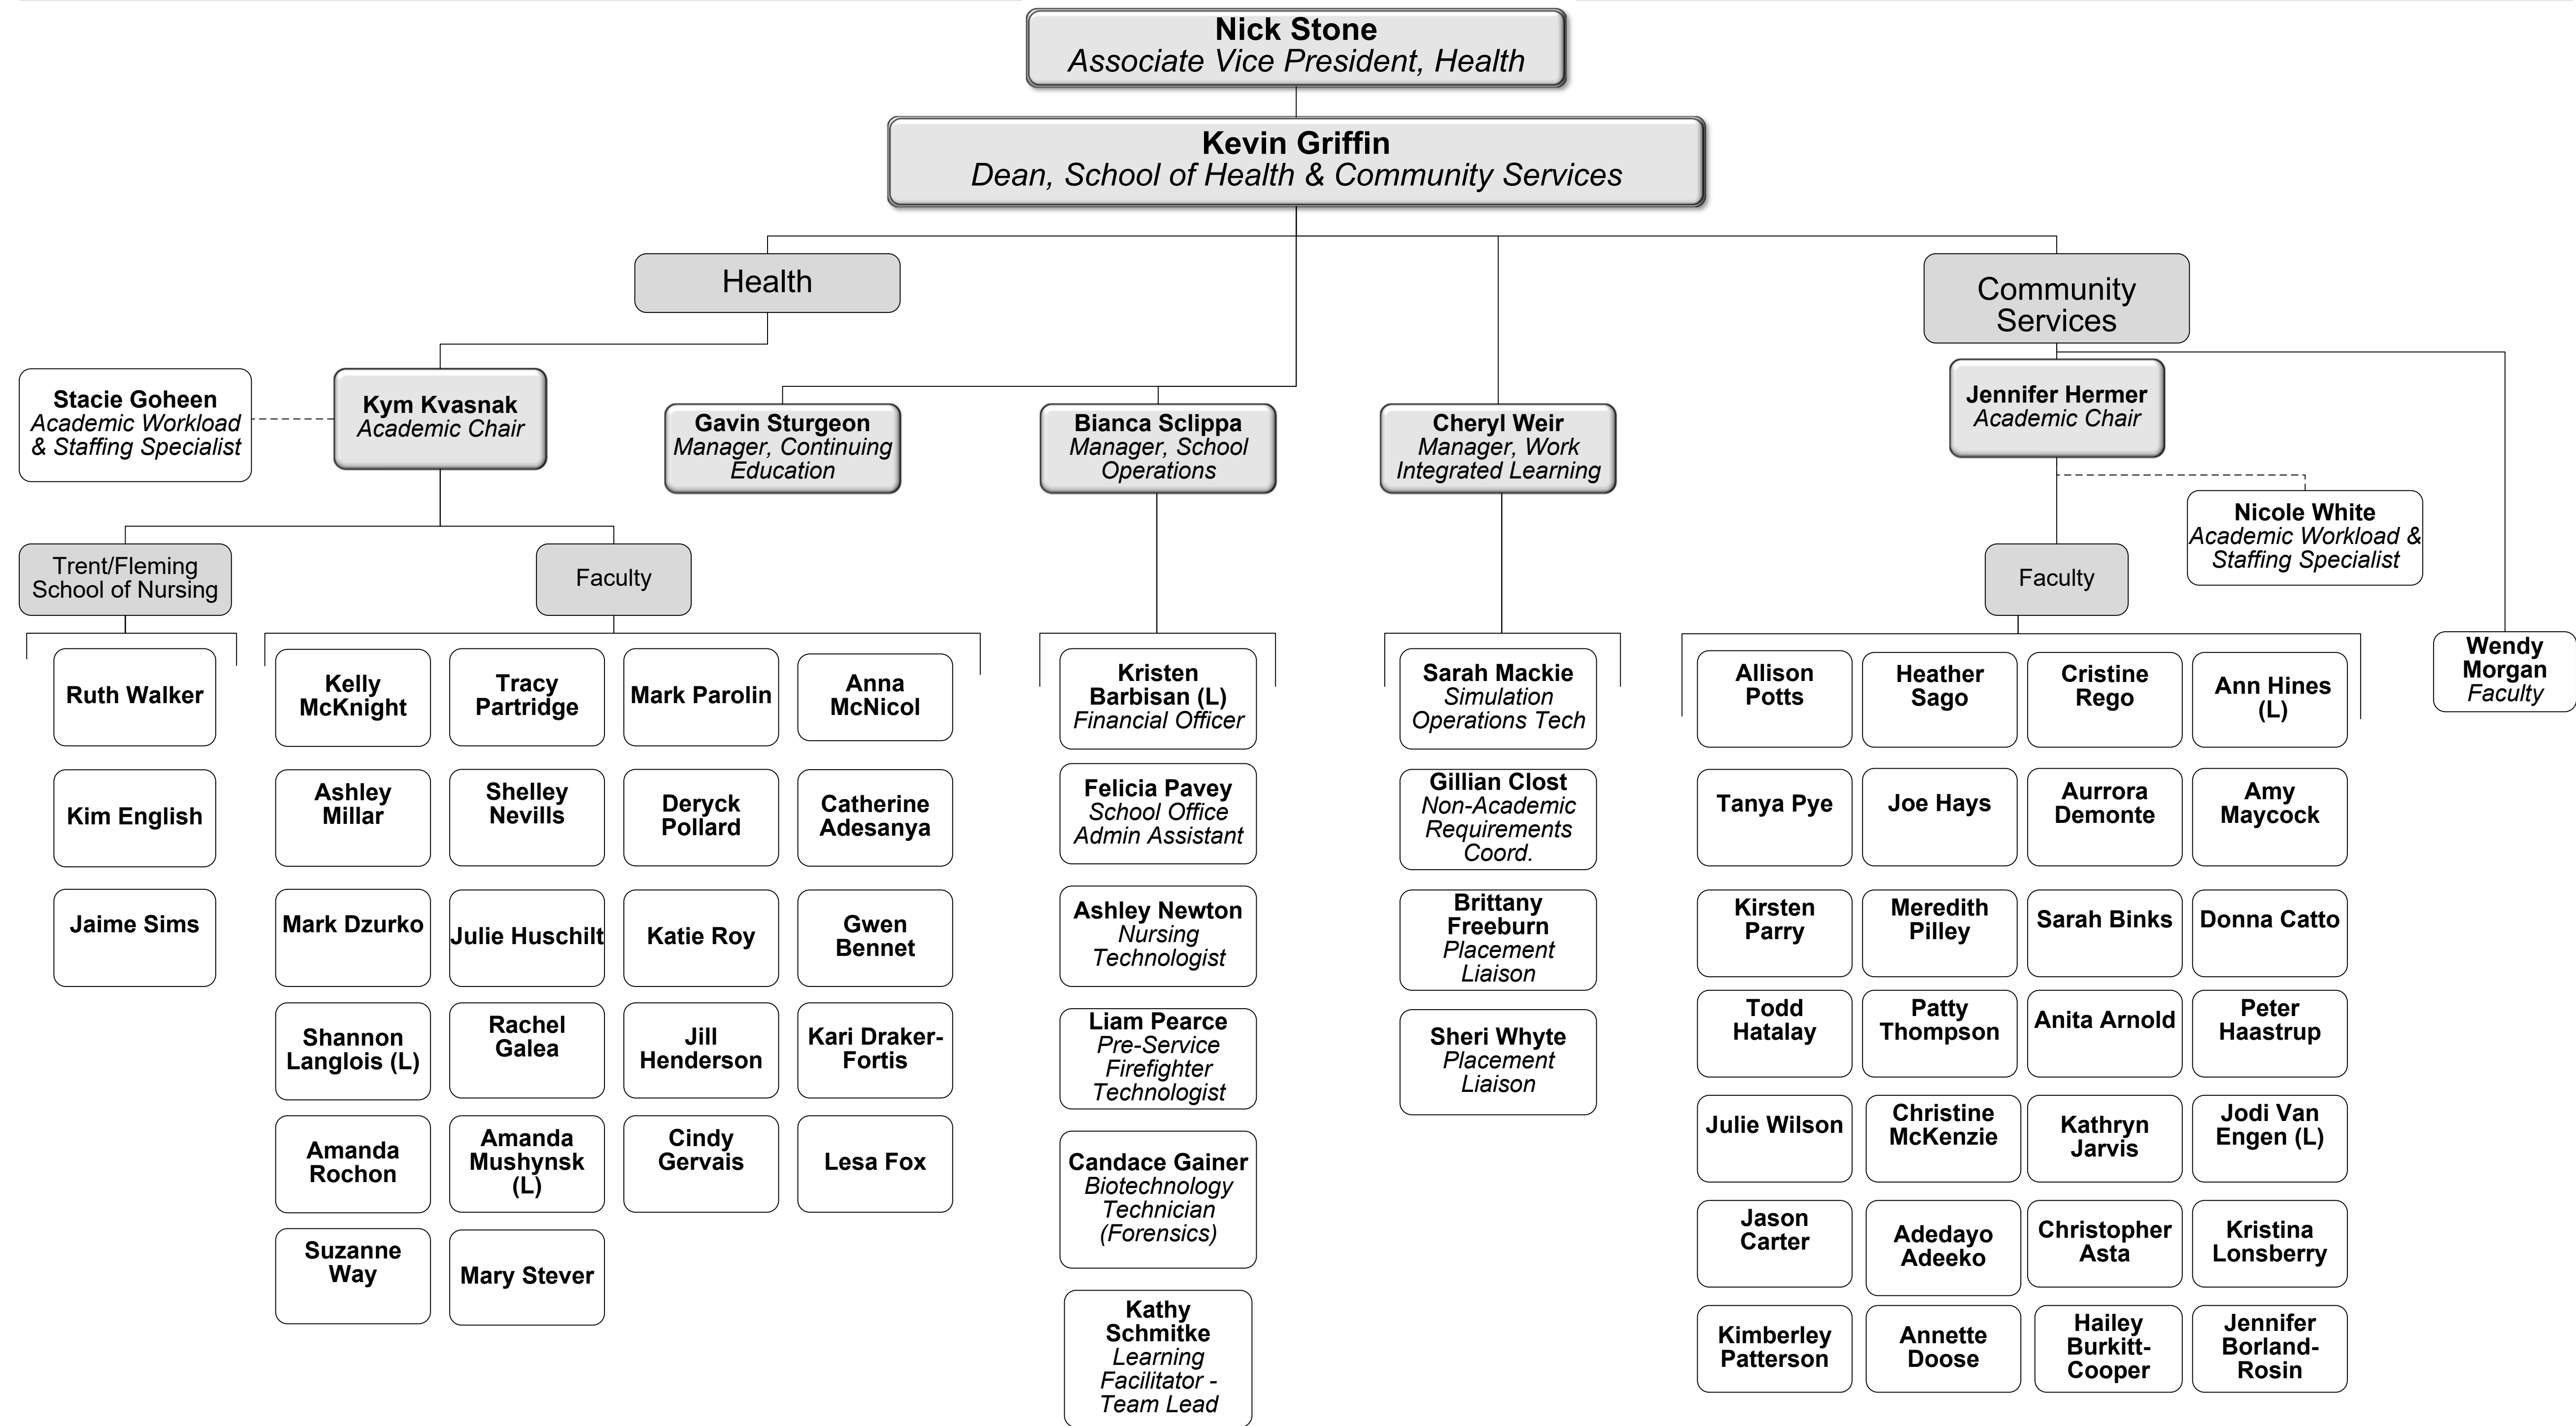 Nick Stone
Associate Vice President, Health
Kevin Griffin
Dean, School of Health & Community Services
Health
Community
Services
Stacie Goheen
Academic Workload
& Staffing Specialist
Kym Kvasnak
Academic Chair
Gavin Sturgeon
Manager, Continuing
Education
Bianca Sclippa
Manager, School
Operations
Cheryl Weir
Manager, Work
Integrated Learning
Jennifer Hermer
Academic Chair
Nicole White
Academic Workload &
Staffing Specialist
Wendy
Morgan
Faculty
Trent/Fleming
School of Nursing
Ruth Walker
Kim English
Jaime Sims
Faculty
Kelly
McKnight
Tracy
Partridge
Mark Parolin
Anna
McNicol
Ashley
Millar
Shelley
Nevills
Deryck
Pollard
Catherine
Adesanya
Mark Dzurko
Julie Huschilt
Katie Roy
Gwen
Bennet
Shannon
Langlois (L)
Rachel
Galea
Jill
Henderson
Kari Draker-
Fortis
Amanda
Rochon
Amanda
Mushynsk
(L)
Cindy
Gervais
Lesa Fox
Suzanne
Way
Mary Stever
Kristen
Barbisan (L)
Financial Officer
Felicia Pavey
School Office
Admin Assistant
Ashley Newton
Nursing
Technologist
Liam Pearce
Pre-Service
Firefighter
Technologist
Candace Gainer
Biotechnology
Technician
(Forensics)
Kathy
Schmitke
Learning
Facilitator -
Team Lead
Sarah Mackie
Simulation
Operations Tech
Gillian Clost
Non-Academic
Requirements
Coord.
Brittany
Freeburn
Placement
Liaison
Sheri Whyte
Placement
Liaison
Faculty
Allison
Potts
Heather
Sago
Cristine
Rego
Ann Hines
(L)
Tanya Pye
Joe Hays
Aurrora
Demonte
Amy
Maycock
Kirsten
Parry
Meredith
Pilley
Sarah Binks
Donna Catto
Todd
Hatalay
Patty
Thompson
Anita Arnold
Peter
Haastrup
Julie Wilson
Christine
McKenzie
Kathryn
Jarvis
Jodi Van
Engen (L)
Jason
Carter
Adedayo
Adeeko
Christopher
Asta
Kristina
Lonsberry
Kimberley
Patterson
Annette
Doose
Hailey
Burkitt-
Cooper
Jennifer
Borland-
Rosin